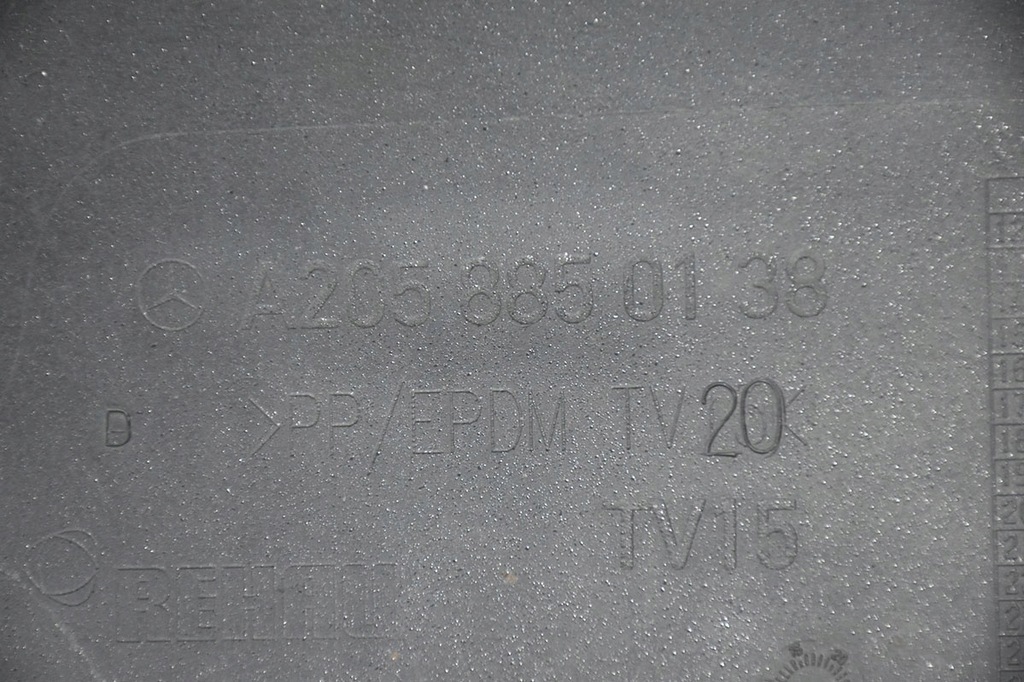 A205 885 01 38
D >PP/EPDM TV20<
TV15
REHAU